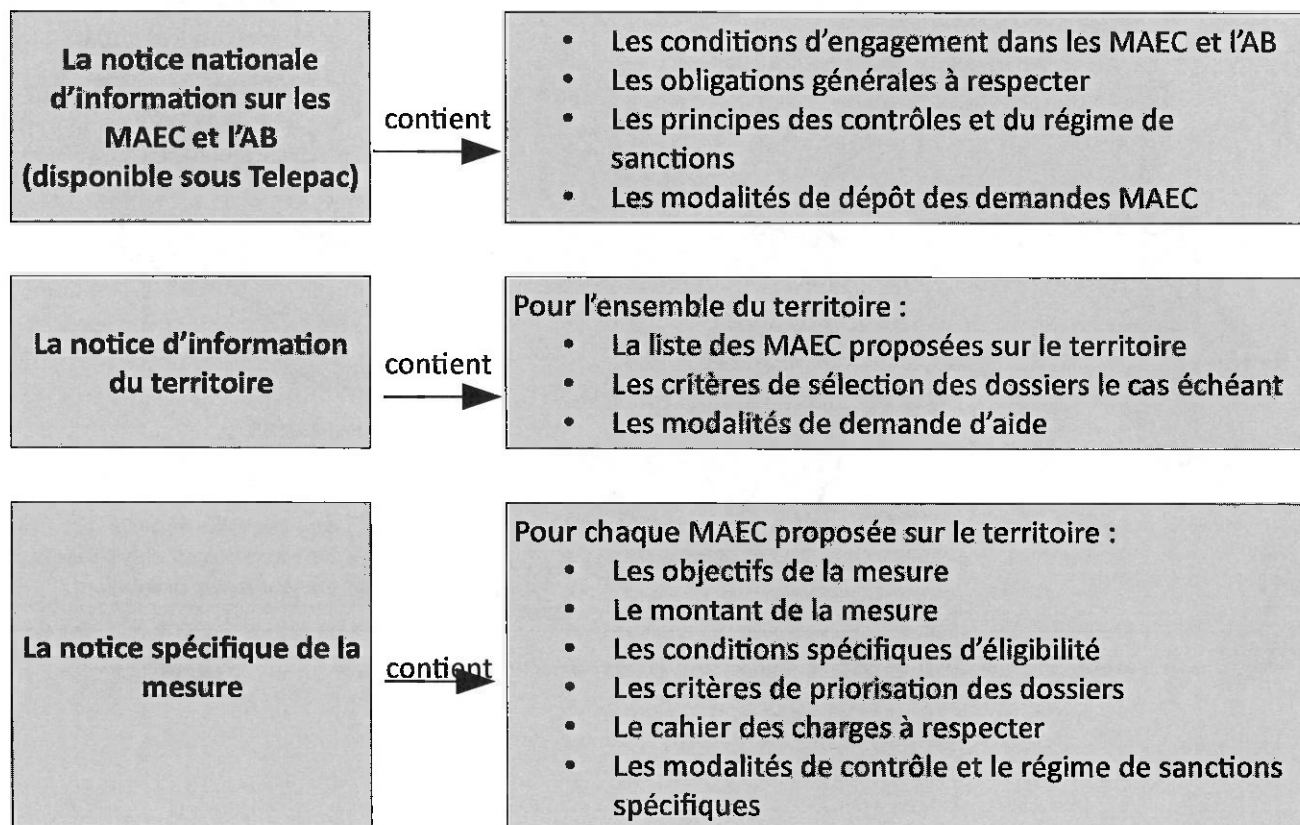 La notice nationale
d'information sur les
MAEC et l'AB
(disponible sous Telepac)
contient
• Les conditions d'engagement dans les MAEC et l'AB
• Les obligations générales à respecter
• Les principes des contrôles et du régime de
sanctions
• Les modalités de dépôt des demandes MAEC
La notice d'information
du territoire
contient
Pour l'ensemble du territoire :
• La liste des MAEC proposées sur le territoire
• Les critères de sélection des dossiers le cas échéant
• Les modalités de demande d'aide
La notice spécifique de la
mesure
contient
Pour chaque MAEC proposée sur le territoire :
• Les objectifs de la mesure
• Le montant de la mesure
• Les conditions spécifiques d'éligibilité
• Les critères de priorisation des dossiers
• Le cahier des charges à respecter
• Les modalités de contrôle et le régime de sanctions
spécifiques